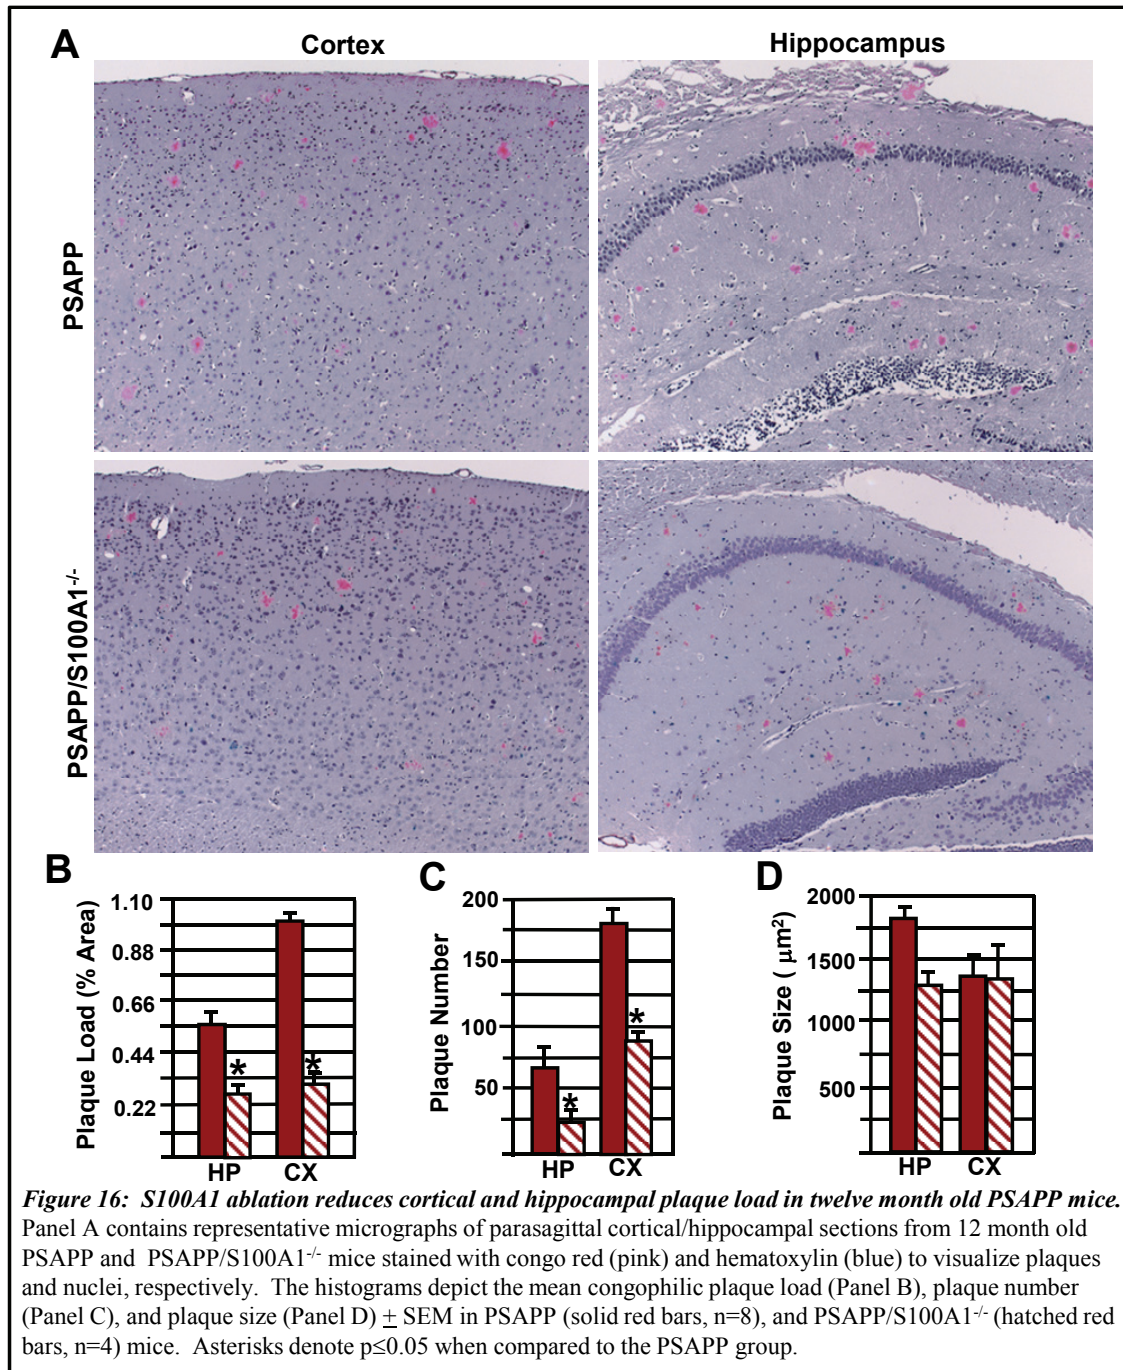 A
Cortex
Hippocampus
PSAPP
PSAPP/S100A1-/-
B
C
D
Plaque Load (% Area)
1.10
0.88
0.66
0.44
0.22
*
*
HP
CX
Plaque Number
200
150
100
50
*
*
HP
CX
Plaque Size ( µm²)
2000
1500
1000
500
HP
CX
Figure 16: S100A1 ablation reduces cortical and hippocampal plaque load in twelve month old PSAPP mice.
Panel A contains representative micrographs of parasagittal cortical/hippocampal sections from 12 month old
PSAPP and PSAPP/S100A1-/- mice stained with congo red (pink) and hematoxylin (blue) to visualize plaques
and nuclei, respectively. The histograms depict the mean congophilic plaque load (Panel B), plaque number
(Panel C), and plaque size (Panel D) ± SEM in PSAPP (solid red bars, n=8), and PSAPP/S100A1-/- (hatched red
bars, n=4) mice. Asterisks denote p≤0.05 when compared to the PSAPP group.